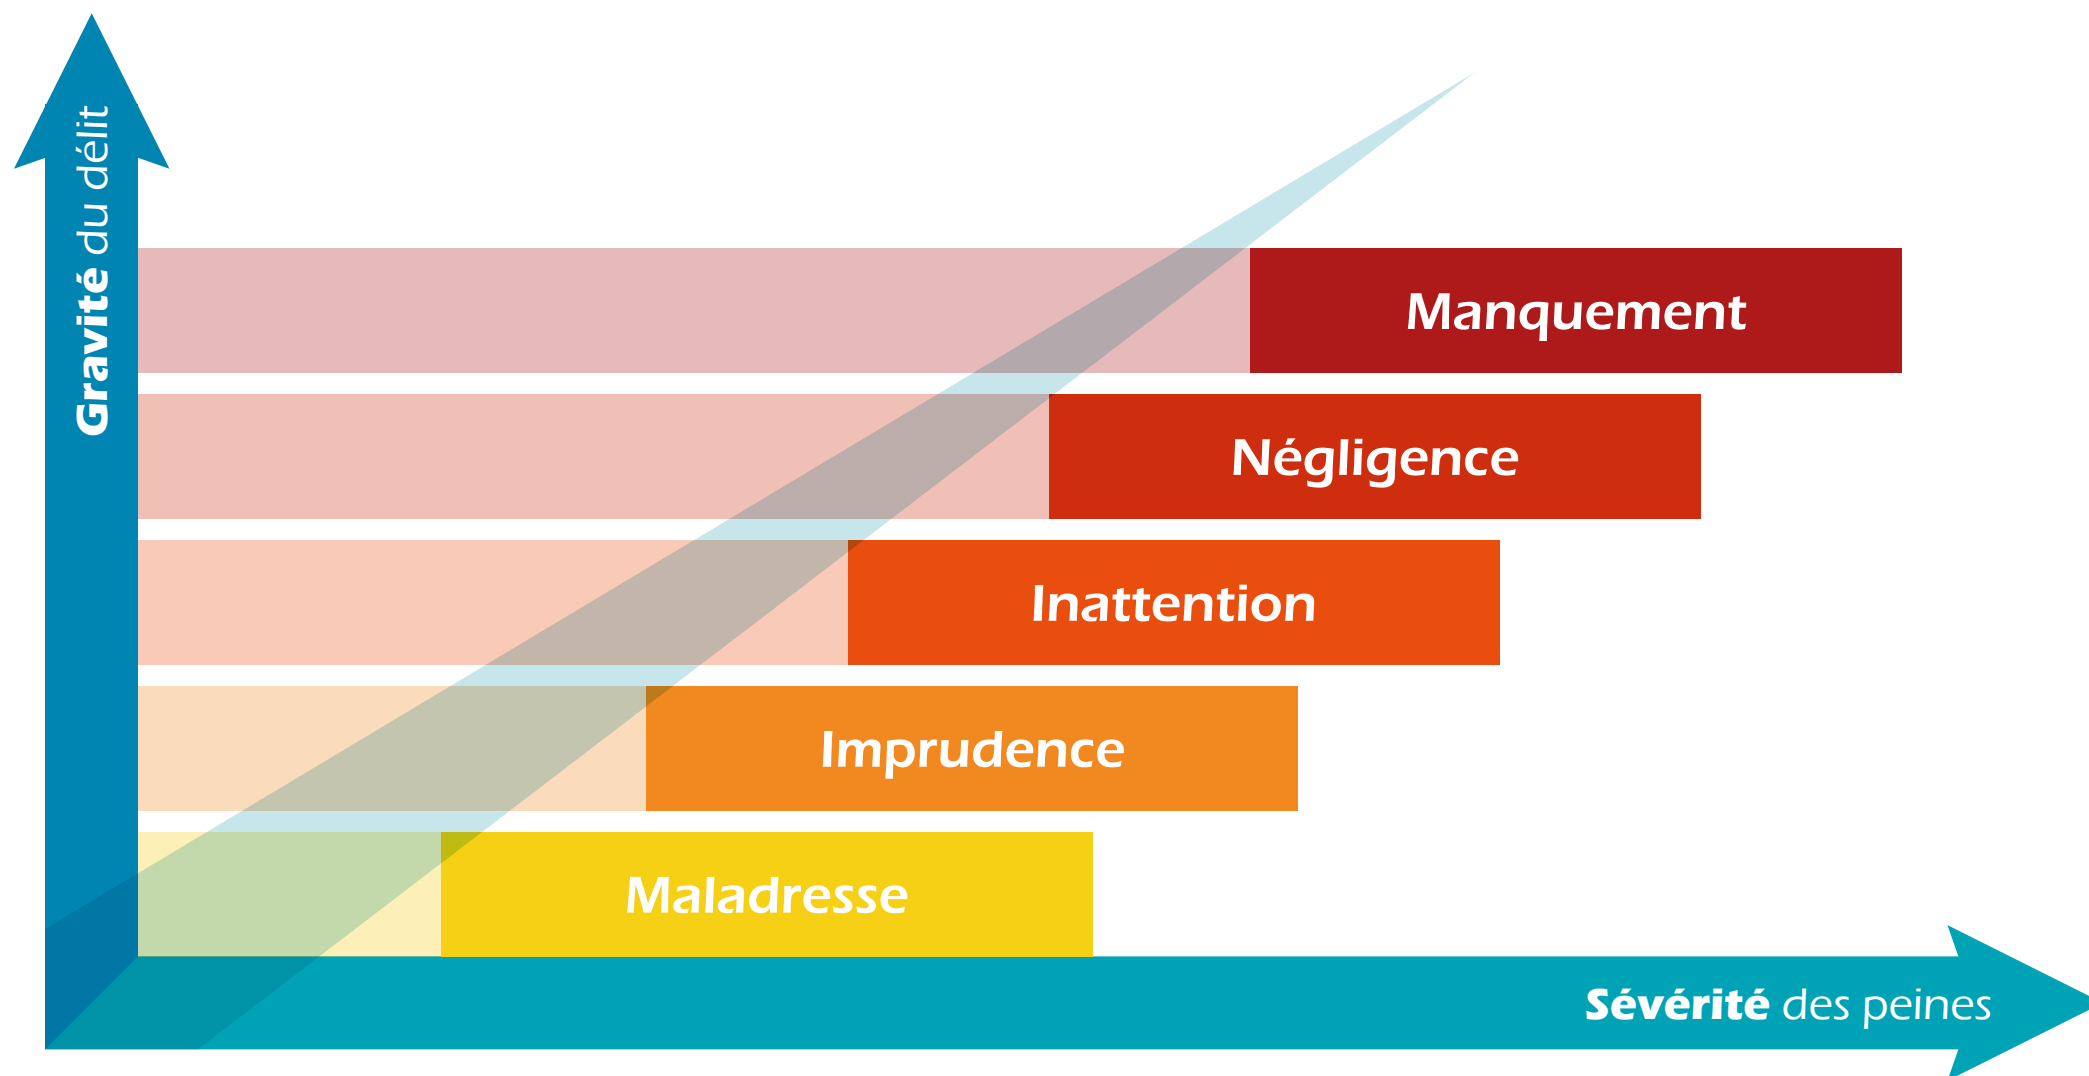 Gravité du délit
Manquement
Négligence
Inattention
Imprudence
Maladresse
Sévérité des peines